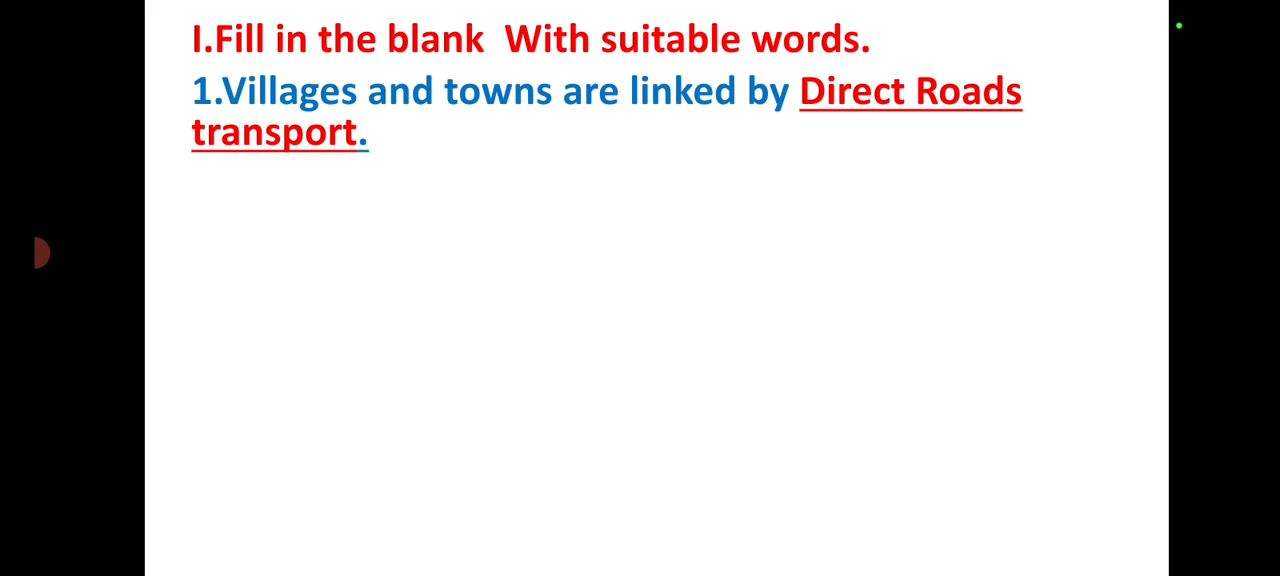 I.Fill in the blank  With suitable words.
1.Villages and towns are linked by Direct Roads
transport.